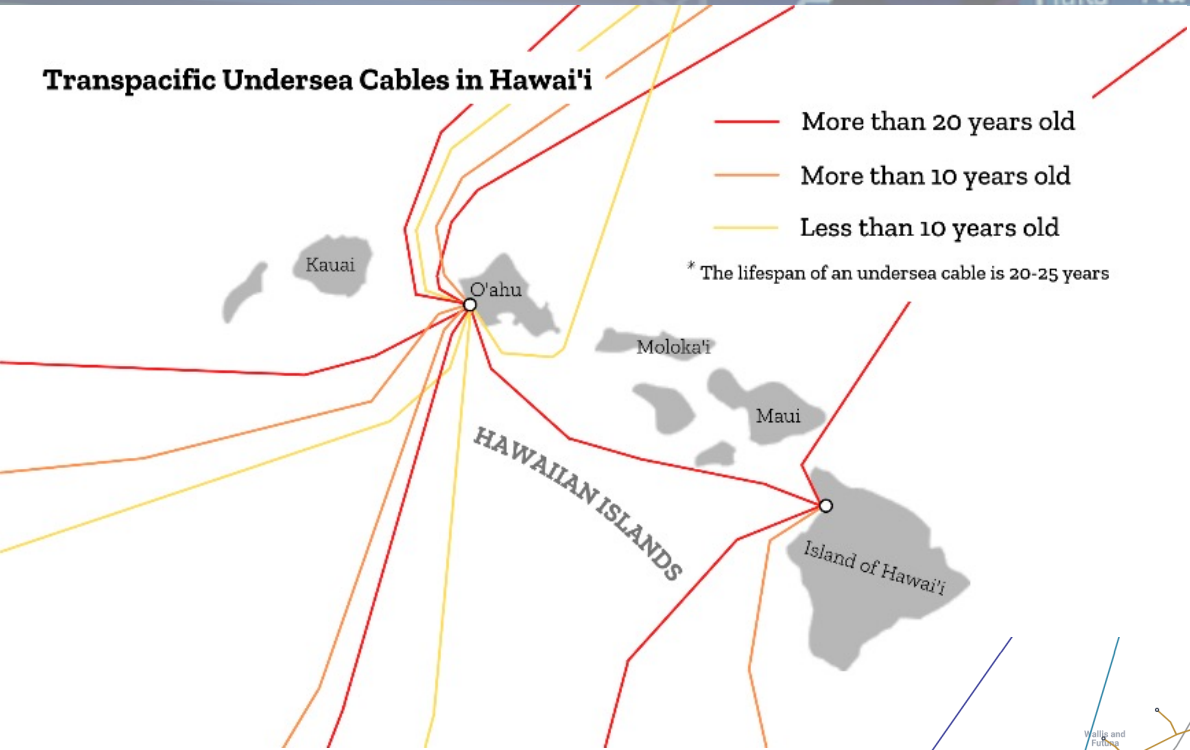 Transpacific Undersea Cables in Hawai'i
More than 20 years old
More than 10 years old
Less than 10 years old
* The lifespan of an undersea cable is 20-25 years
Kauai
O'ahu
Moloka'i
Maui
HAWAIIAN ISLANDS
Island of Hawai'i
Wallis and
Futuna